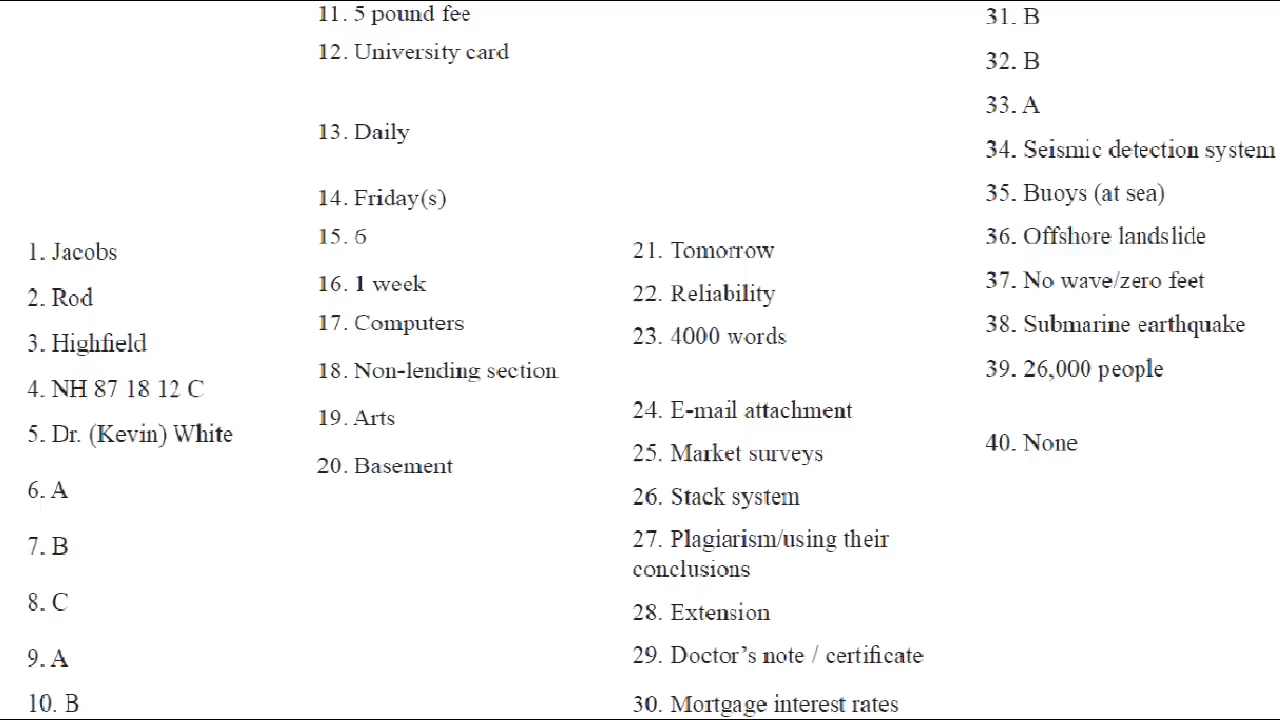 1. Jacobs
2. Rod
3. Highfield
4. NH 87 18 12 C
5. Dr. (Kevin) White
6. A
7. B
8. C
9. A
10. B
11. 5 pound fee
12. University card
13. Daily
14. Friday(s)
15. 6
16. 1 week
17. Computers
18. Non-lending section
19. Arts
20. Basement
21. Tomorrow
22. Reliability
23. 4000 words
24. E-mail attachment
25. Market surveys
26. Stack system
27. Plagiarism/using their
conclusions
28. Extension
29. Doctor’s note / certificate
30. Mortgage interest rates
31. B
32. B
33. A
34. Seismic detection system
35. Buoys (at sea)
36. Offshore landslide
37. No wave/zero feet
38. Submarine earthquake
39. 26,000 people
40. None